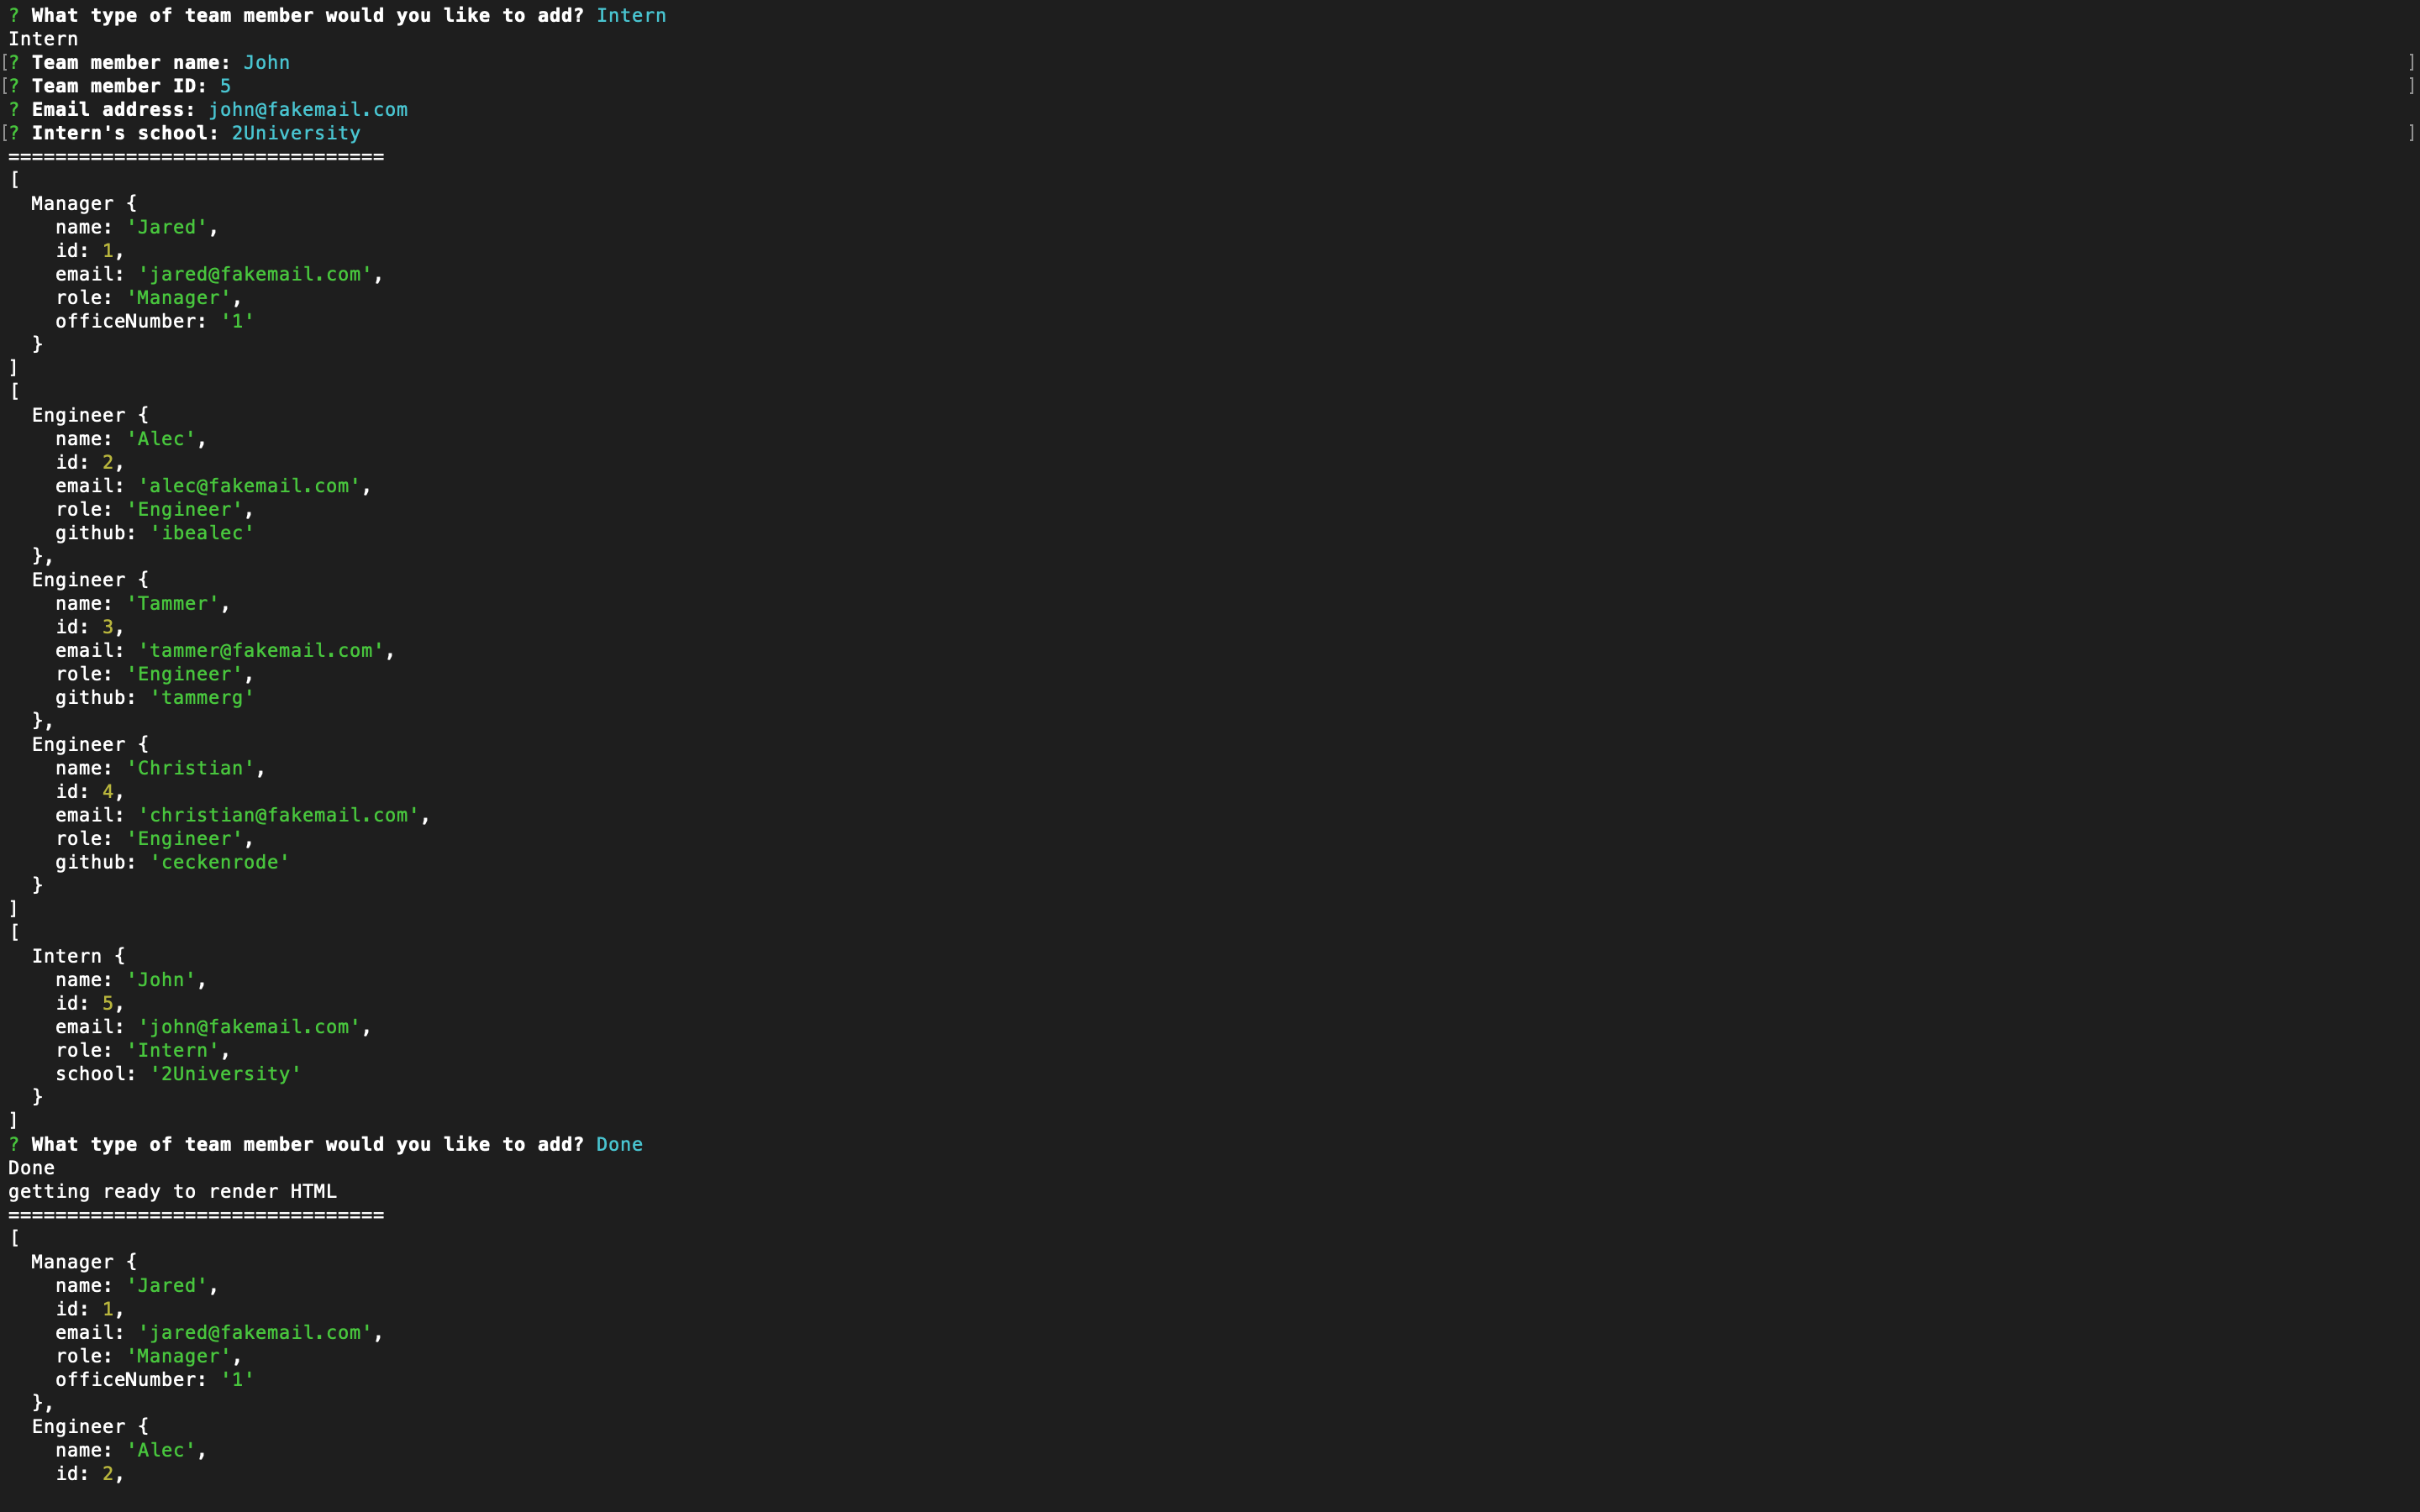 ? What type of team member would you like to add? Intern
Intern
[? Team member name: John ]
[? Team member ID: 5 ]
? Email address: john@fakemail.com
[? Intern's school: 2University ]
================================
[
  Manager {
    name: 'Jared',
    id: 1,
    email: 'jared@fakemail.com',
    role: 'Manager',
    officeNumber: '1'
  }
]
[
  Engineer {
    name: 'Alec',
    id: 2,
    email: 'alec@fakemail.com',
    role: 'Engineer',
    github: 'ibealec'
  },
  Engineer {
    name: 'Tammer',
    id: 3,
    email: 'tammer@fakemail.com',
    role: 'Engineer',
    github: 'tammerg'
  },
  Engineer {
    name: 'Christian',
    id: 4,
    email: 'christian@fakemail.com',
    role: 'Engineer',
    github: 'ceckenrode'
  }
]
[
  Intern {
    name: 'John',
    id: 5,
    email: 'john@fakemail.com',
    role: 'Intern',
    school: '2University'
  }
]
? What type of team member would you like to add? Done
Done
getting ready to render HTML
================================
[
  Manager {
    name: 'Jared',
    id: 1,
    email: 'jared@fakemail.com',
    role: 'Manager',
    officeNumber: '1'
  },
  Engineer {
    name: 'Alec',
    id: 2,